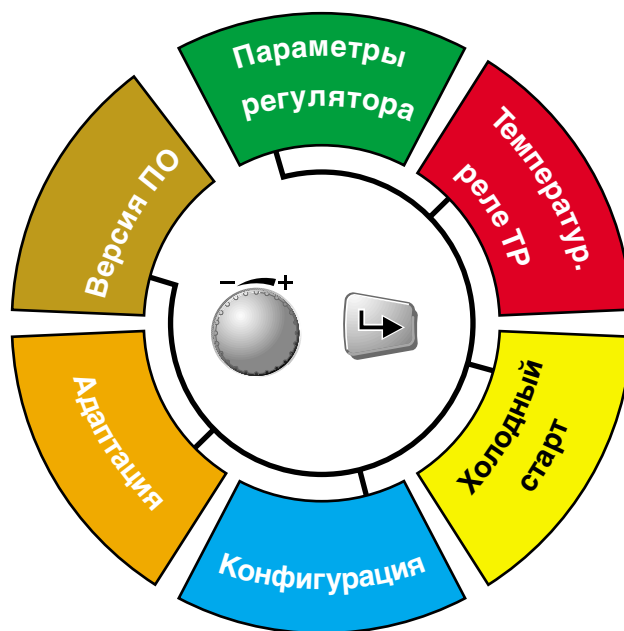 Параметры
регулятора
Температур.
реле ТР
Холодный
старт
Конфигурация
Адаптация
Версия ПО
− +